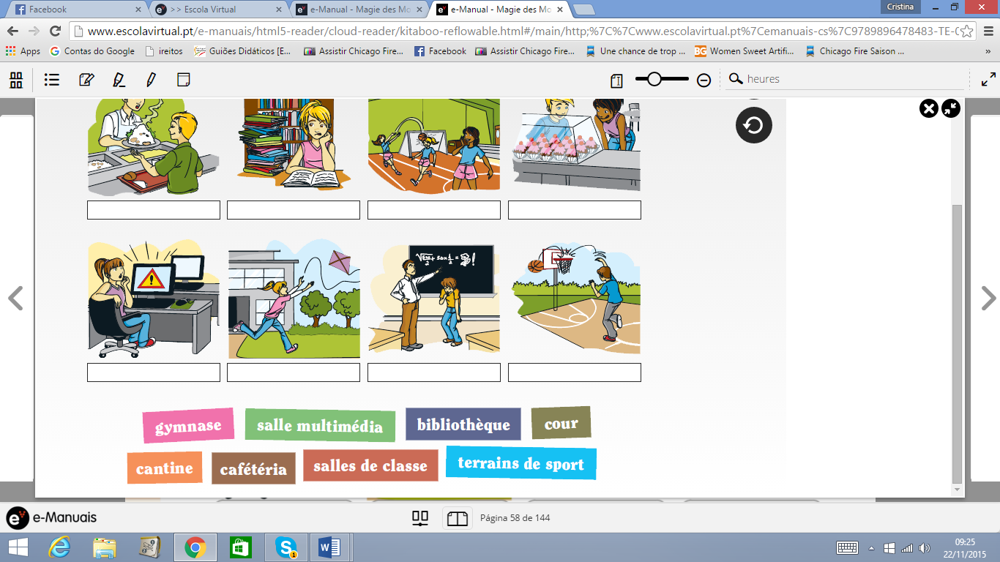 Facebook
>> Escola Virtual
e-Manual - Magie des Mo
e-Manual - Magie des Mo
Cristina
www.escolavirtual.pt/e-manuais/html5-reader/cloud-reader/kitaboo-reflowable.html#/main/http;%7C%7Cwww.escolavirtual.pt%7Cemanuais-cs%7C9789896478483-TE-0
Apps
Contas do Google
ireitos
Guiões Didáticos [E...
Assistir Chicago Fire...
Facebook
Assistir Chicago Fire...
Une chance de trop ...
BG Women Sweet Artifi...
Chicago Fire Saison ...
»
heures
gymnase
salle multimédia
bibliothèque
cour
cantine
cafétéria
salles de classe
terrains de sport
e-Manuais
Página 58 de 144
09:25
22/11/2015